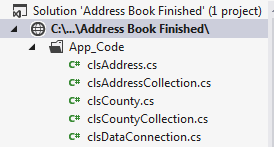 Solution 'Address Book Finished' (1 project)
C:\...\Address Book Finished\
App_Code
C# clsAddress.cs
C# clsAddressCollection.cs
C# clsCounty.cs
C# clsCountyCollection.cs
C# clsDataConnection.cs